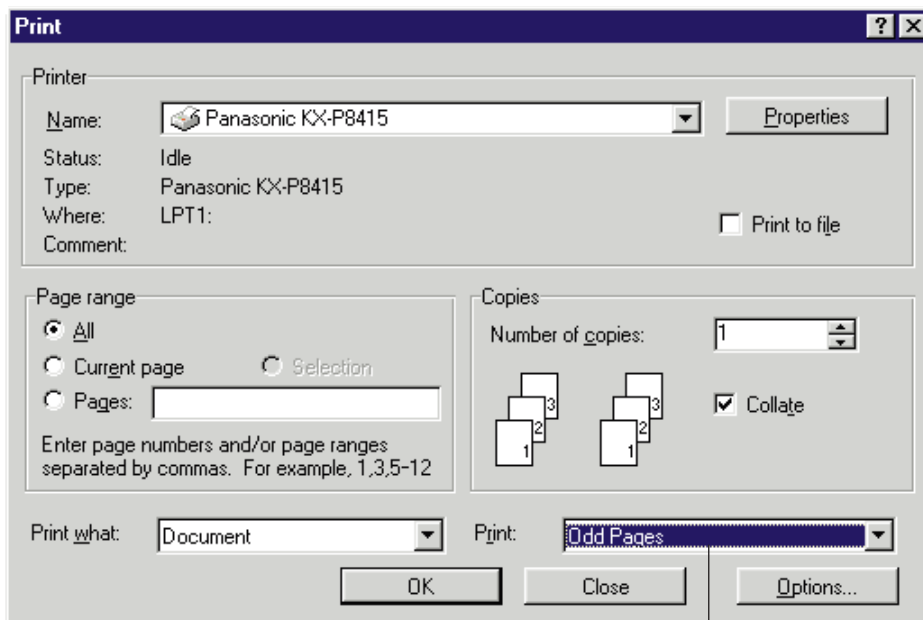 Print
Printer
Name: Panasonic KX-P8415 Properties
Status: Idle
Type: Panasonic KX-P8415
Where: LPT1:
Comment: Print to file
Page range
All
Current page Selection
Pages:
Enter page numbers and/or page ranges
separated by commas. For example, 1,3,5-12
Copies
Number of copies: 1
3 3
2 2
1 1
Collate
Print what: Document Print: Odd Pages
OK Close Options...